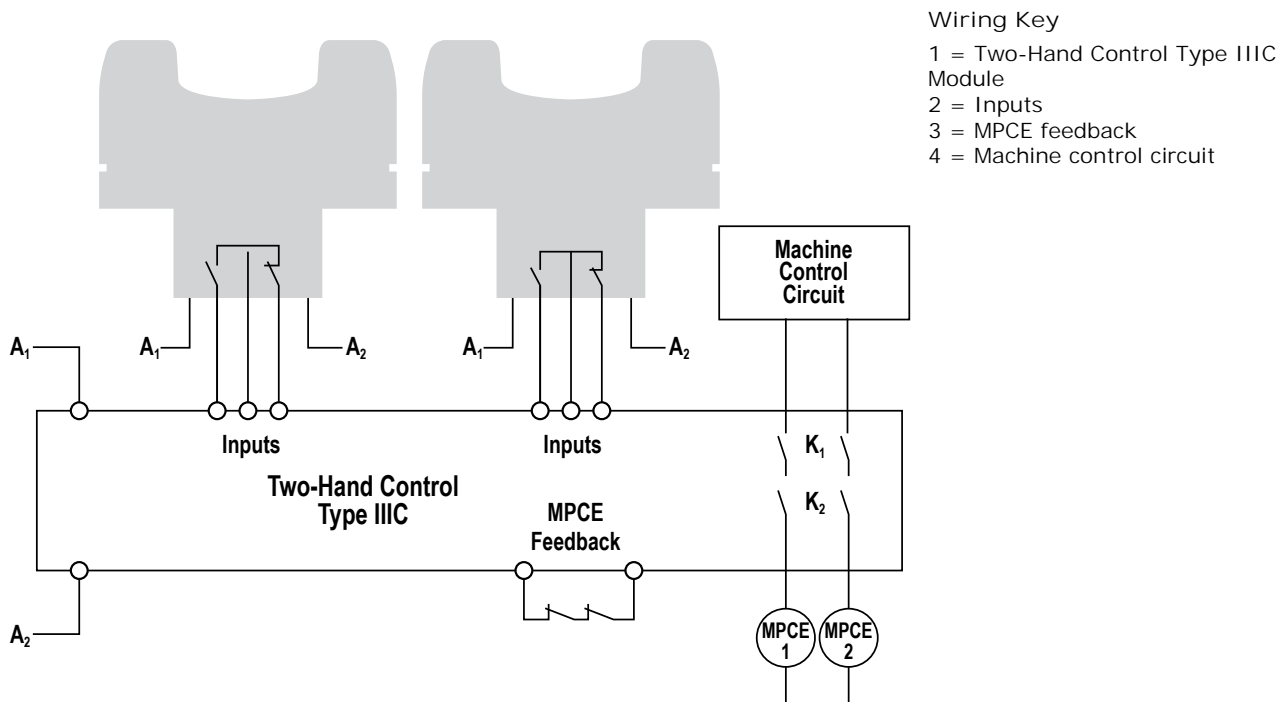 Wiring Key
1 = Two-Hand Control Type IIIC
Module
2 = Inputs
3 = MPCE feedback
4 = Machine control circuit
Machine
Control
Circuit
A₁
A₁
A₂
A₁
A₂
Inputs
Inputs
K₁
Two-Hand Control
Type IIIC
K₂
MPCE
Feedback
A₂
MPCE
1
MPCE
2